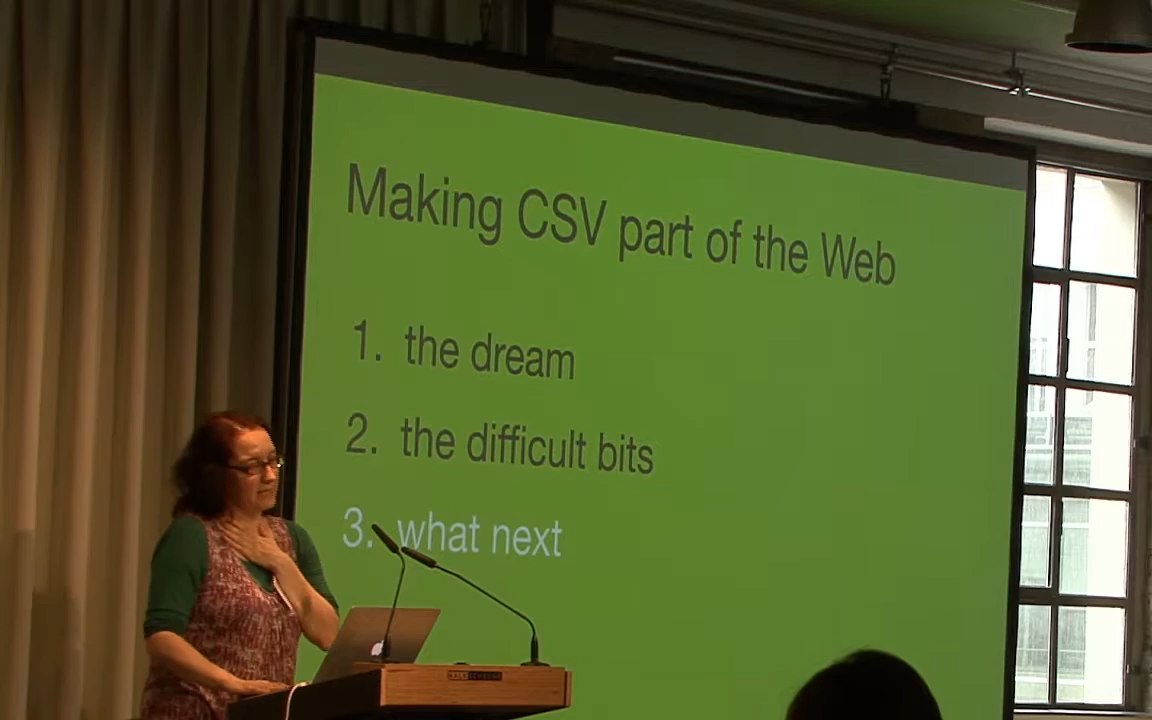 Making CSV part of the Web
1. the dream
2. the difficult bits
3. what next